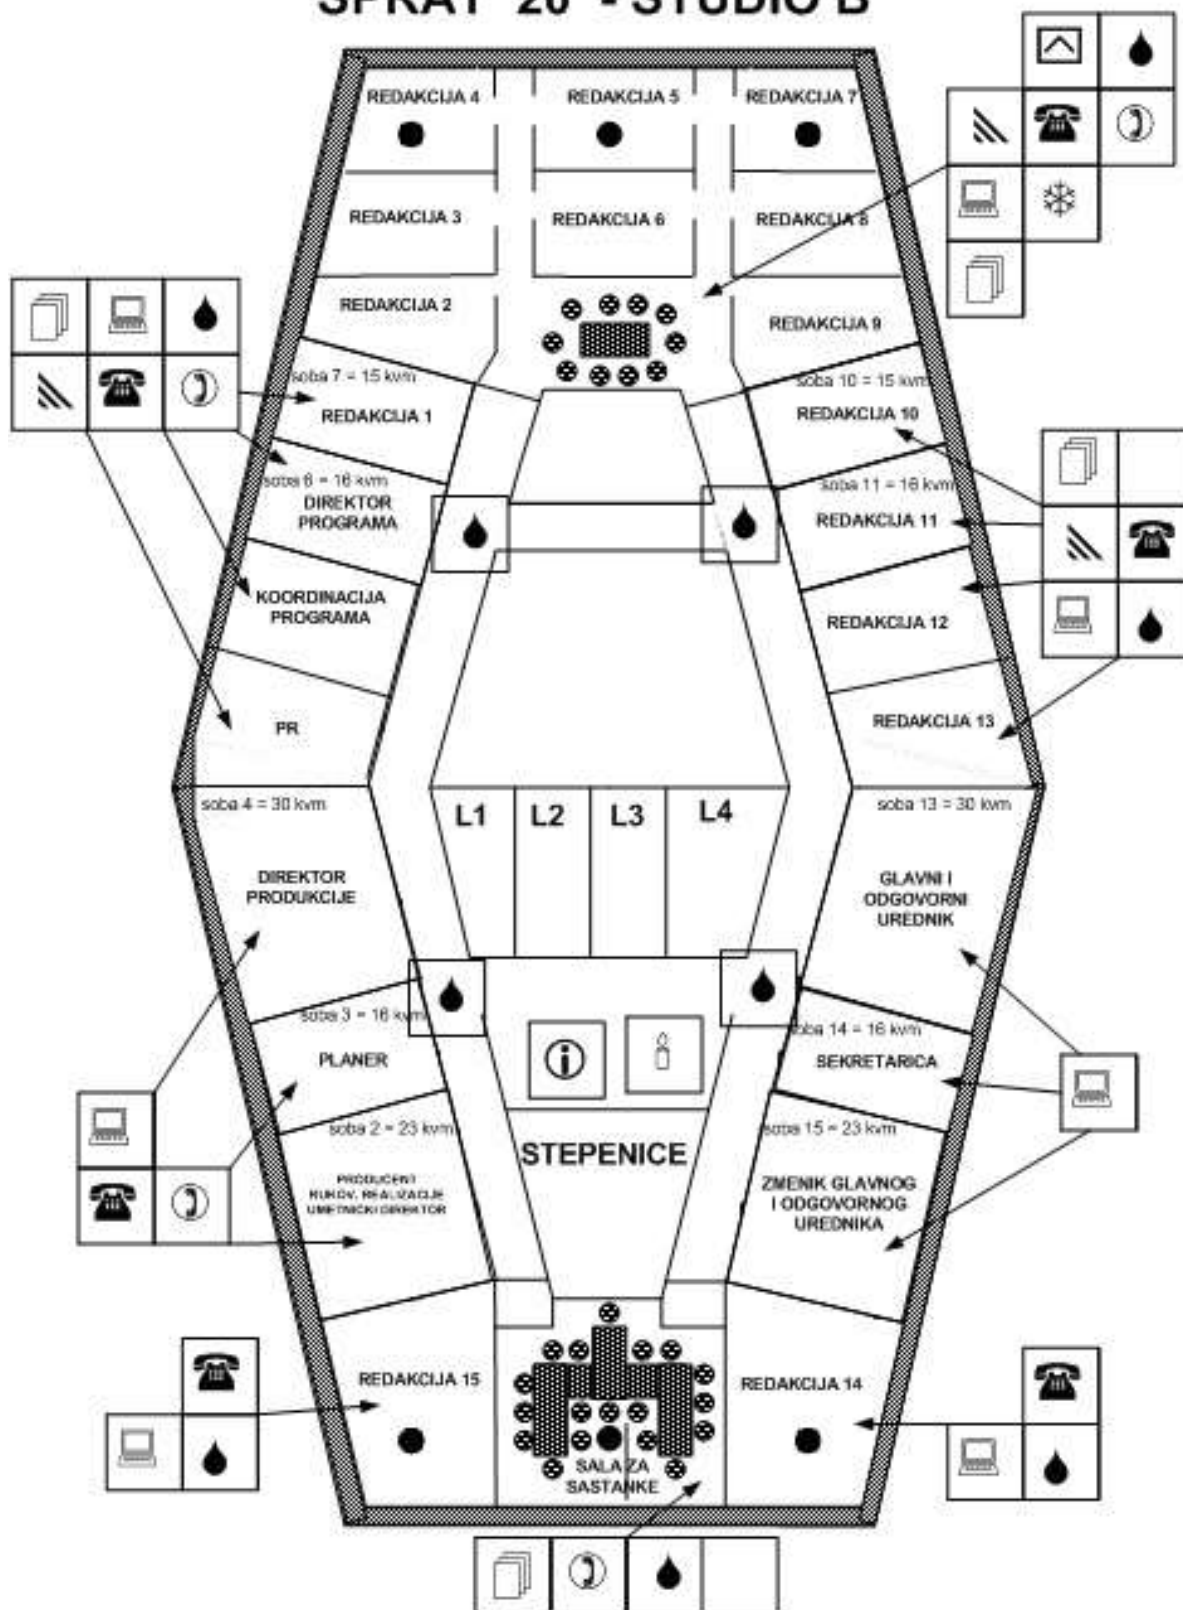 SPRAT "20" - STUDIO B
REDAKCIJA 4
REDAKCIJA 5
REDAKCIJA 7
REDAKCIJA 3
REDAKCIJA 6
REDAKCIJA 8
REDAKCIJA 2
REDAKCIJA 9
soba 7 = 15 kvm
REDAKCIJA 1
soba 10 = 15 kvm
REDAKCIJA 10
soba 6 = 16 kvm
DIREKTOR
PROGRAMA
soba 11 = 16 kvm
REDAKCIJA 11
KOORDINACIJA
PROGRAMA
REDAKCIJA 12
PR
REDAKCIJA 13
soba 4 = 30 kvm
L1
L2
L3
L4
soba 13 = 30 kvm
DIREKTOR
PRODUKCIJE
GLAVNI I
ODGOVORNI
UREDNIK
soba 3 = 16 kvm
PLANER
soba 14 = 16 kvm
SEKRETARICA
soba 2 = 23 kvm
PRODUCENT
RUKOV. REALIZACIJE
UMETNIČKI DIREKTOR
STEPENICE
soba 15 = 23 kvm
ZMENIK GLAVNOG
I ODGOVORNOG
UREDNIKA
REDAKCIJA 15
REDAKCIJA 14
SALA ZA
SASTANKE